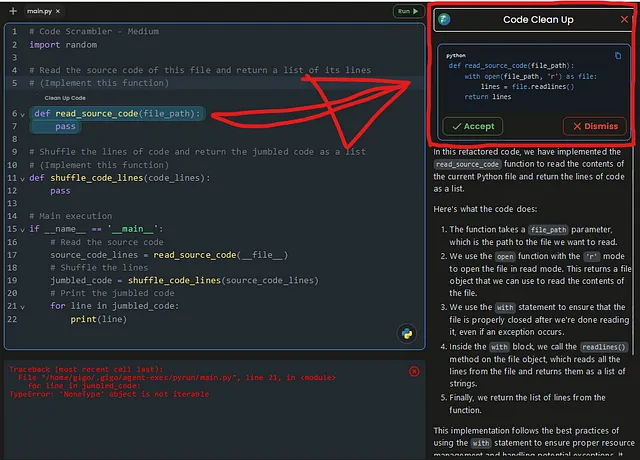 main.py ×
Run
1 # Code Scrambler - Medium
2 import random
3
4 # Read the source code of this file and return a list of its lines
5 # (Implement this function)
Clean Up Code
6 def read_source_code(file_path):
7 pass
8
9 # Shuffle the lines of code and return the jumbled code as a list
10 # (Implement this function)
11 def shuffle_code_lines(code_lines):
12 pass
13
14 # Main execution
15 if __name__ == '__main__':
16 # Read the source code
17 source_code_lines = read_source_code(__file__)
18 # Shuffle the lines
19 jumbled_code = shuffle_code_lines(source_code_lines)
20 # Print the jumbled code
21 for line in jumbled_code:
22 print(line)
Traceback (most recent call last):
File "/home/gigo/.gigo/agent-exec/pyrun/main.py", line 21, in <module>
for line in jumbled_code:
TypeError: 'NoneType' object is not iterable
Code Clean Up
python
def read_source_code(file_path):
with open(file_path, 'r') as file:
lines = file.readlines()
return lines
Accept
Dismiss
In this refactored code, we have implemented the
read_source_code function to read the contents of
the current Python file and return the lines of code
as a list.
Here's what the code does:
1. The function takes a file_path parameter,
which is the path to the file we want to read.
2. We use the open function with the 'r' mode
to open the file in read mode. This returns a file
object that we can use to read the contents of
the file.
3. We use the with statement to ensure that the
file is properly closed after we're done reading
it, even if an exception occurs.
4. Inside the with block, we call the readlines()
method on the file object, which reads all the
lines from the file and returns them as a list of
strings.
5. Finally, we return the list of lines from the
function.
This implementation follows the best practices of
using the with statement to ensure proper resource
management and handling potential exceptions. It